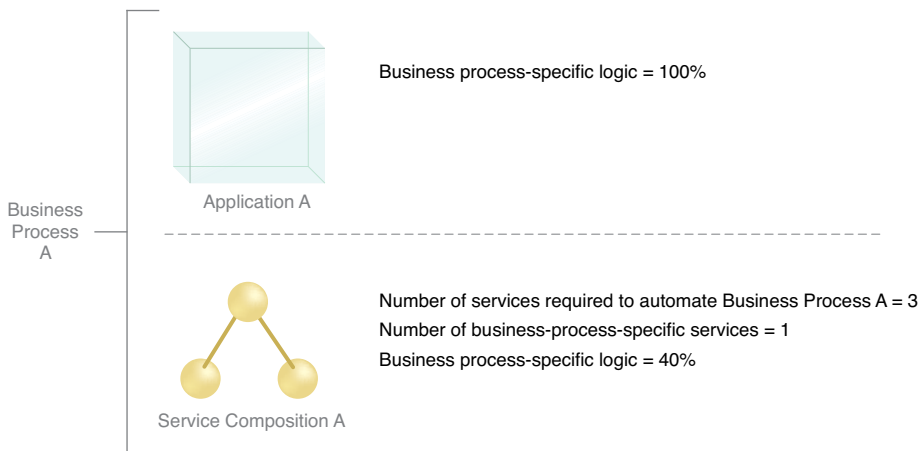 Business process-specific logic = 100%
Application A
Business
Process
A
Number of services required to automate Business Process A = 3
Number of business-process-specific services = 1
Business process-specific logic = 40%
Service Composition A